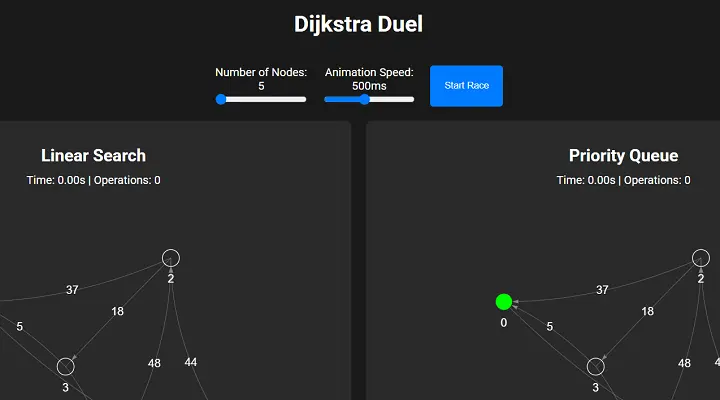 Dijkstra Duel
Number of Nodes:
5
Animation Speed:
500ms
Start Race
Linear Search
Time: 0.00s | Operations: 0
2
37
18
5
48
44
3
Priority Queue
Time: 0.00s | Operations: 0
2
37
0
18
5
48
3